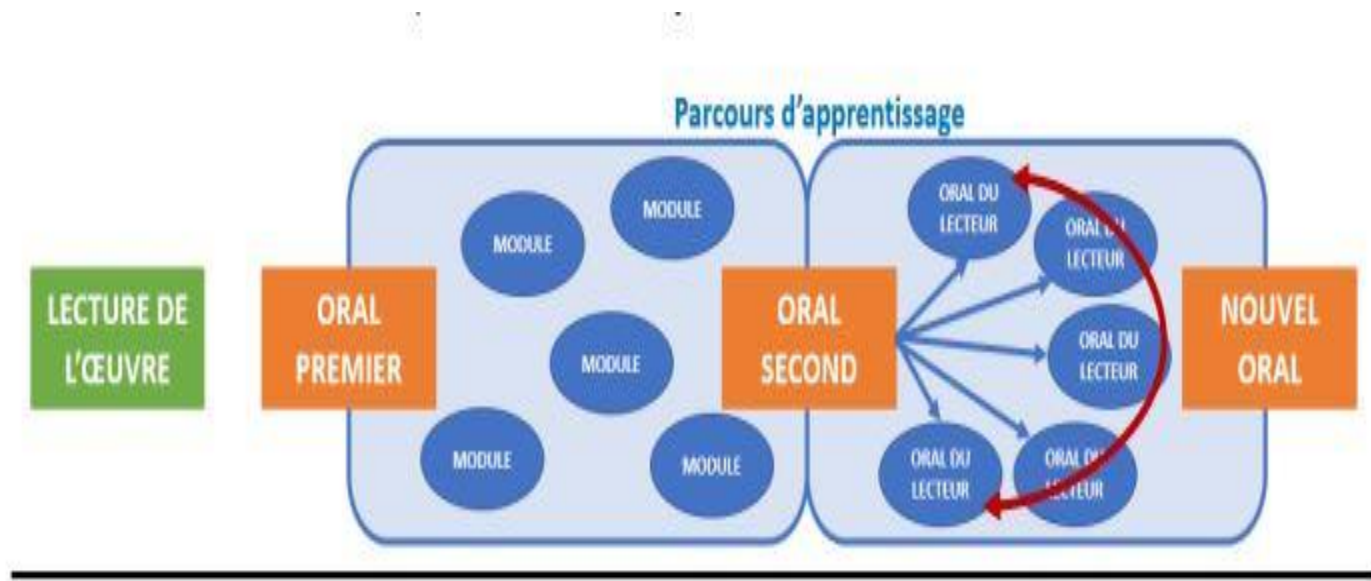 Parcours d'apprentissage
LECTURE DE
L'ŒUVRE
ORAL
PREMIER
MODULE
MODULE
MODULE
MODULE
MODULE
ORAL
SECOND
ORAL DU
LECTEUR
ORAL DU
LECTEUR
ORAL DU
LECTEUR
ORAL DU
LECTEUR
ORAL DU
LECTEUR
NOUVEL
ORAL